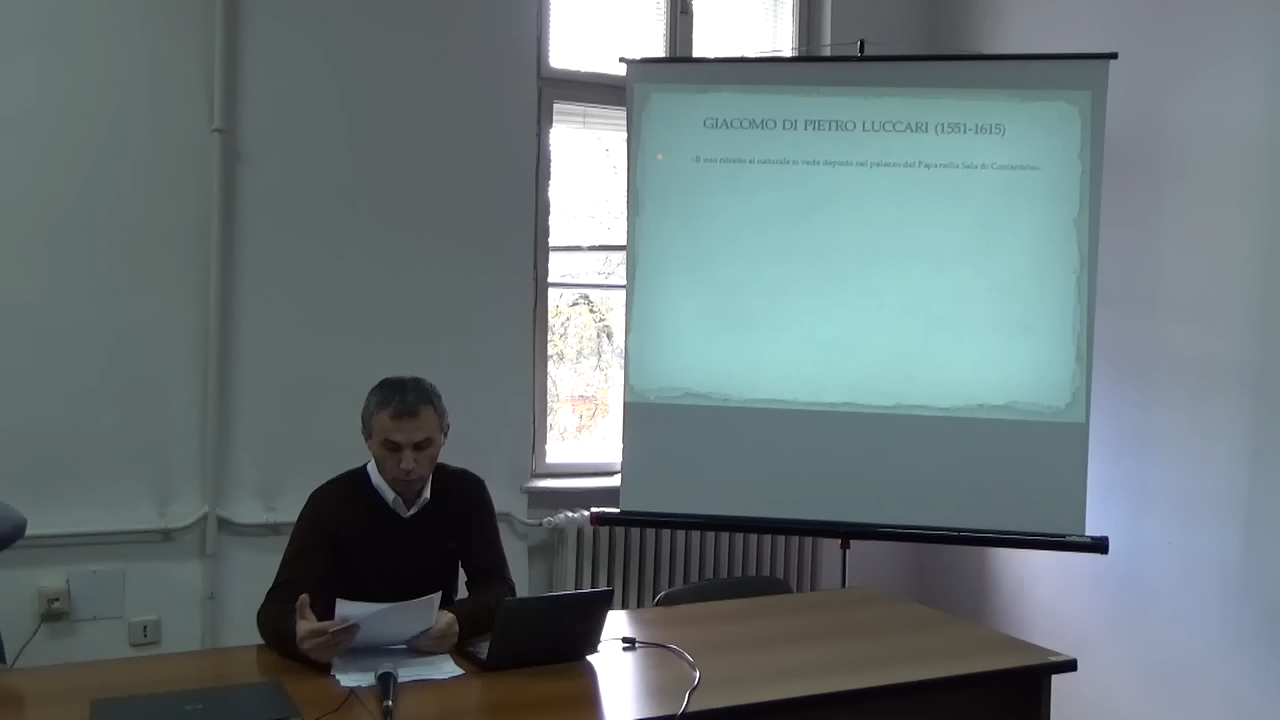 GIACOMO DI PIETRO LUCCARI (1551-1615)
«Il suo ritratto al naturale si vede depinto nel palazzo del Papa nella Sala di Costantino»